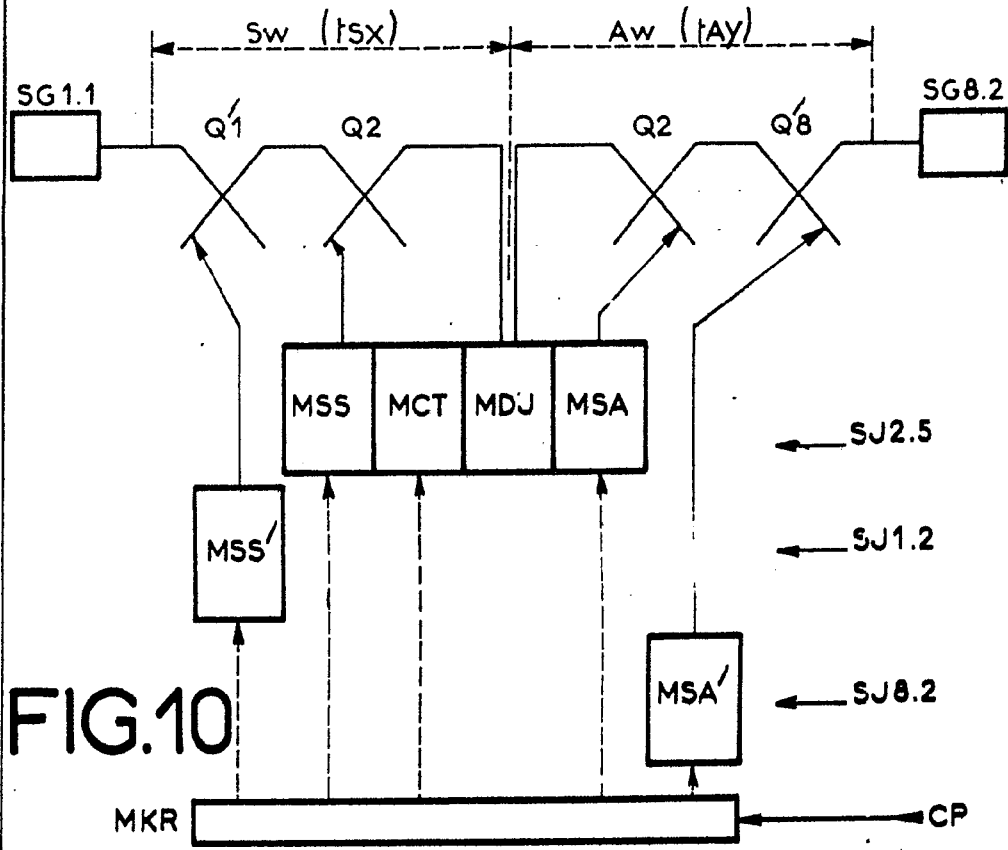 Sw (tSx)
Aw (tAy)
SG1.1
SG8.2
Q'1
Q2
Q2
Q'8
MSS
MCT
MDJ
MSA
SJ2.5
MSS'
SJ1.2
MSA'
SJ8.2
FIG.10
MKR
CP